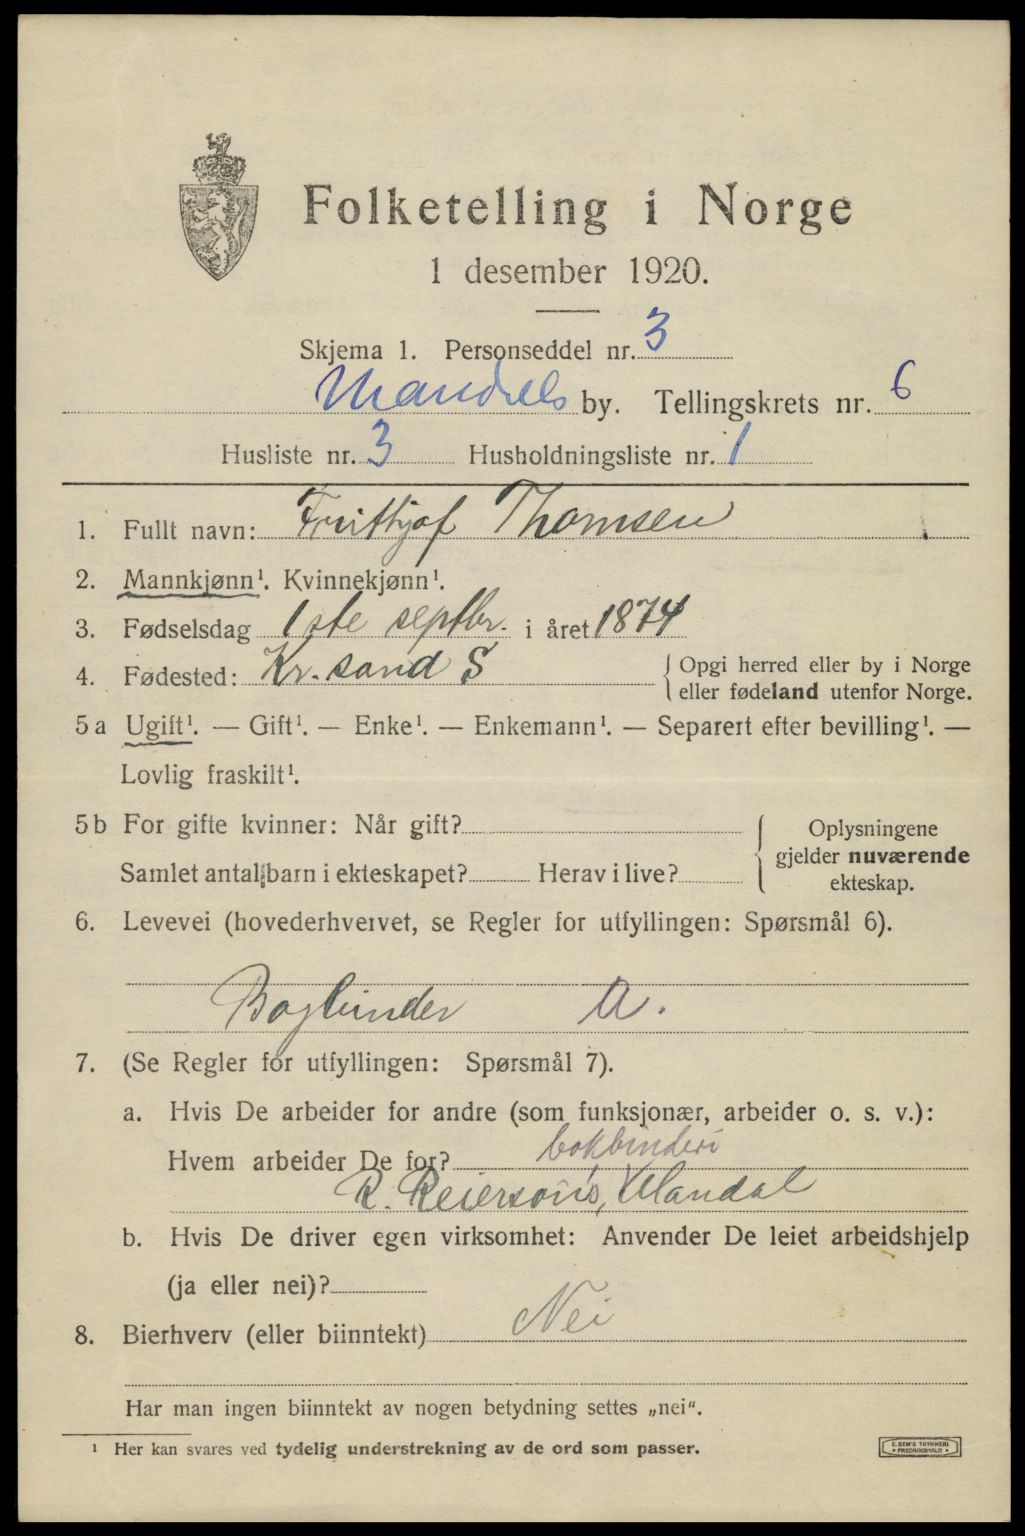 Folketelling i Norge
1 desember 1920.
Skjema 1. Personseddel nr. 3
Mandals by. Tellingskrets nr. 6
Husliste nr. 3 Husholdningsliste nr. 1
1. Fullt navn: Fritthjof Thomsen
2. Mannkjønn¹. Kvinnekjønn¹.
3. Fødselsdag 1ste septbr. i året 1874
4. Fødested: Kr.sand S { Opgi herred eller by i Norge
eller fødeland utenfor Norge.
5 a Ugift¹. — Gift¹. — Enke¹. — Enkemann¹. — Separert efter bevilling¹. —
Lovlig fraskilt¹.
5 b For gifte kvinner: Når gift?
Samlet antal barn i ekteskapet? Herav i live?
{ Oplysningene
gjelder nuværende
ekteskap.
6. Levevei (hovederhvervet, se Regler for utfyllingen: Spørsmål 6).
Bogbinder a.
7. (Se Regler for utfyllingen: Spørsmål 7).
a. Hvis De arbeider for andre (som funksjonær, arbeider o. s. v.):
Hvem arbeider De for? bokbinderi
R. Reierson's, Mandal
b. Hvis De driver egen virksomhet: Anvender De leiet arbeidshjelp
(ja eller nei)?
8. Bierhverv (eller biinntekt) Nei
Har man ingen biinntekt av nogen betydning settes „nei".
¹ Her kan svares ved tydelig understrekning av de ord som passer.
E. SEM'S TRYKKERI
FREDRIKSHALD